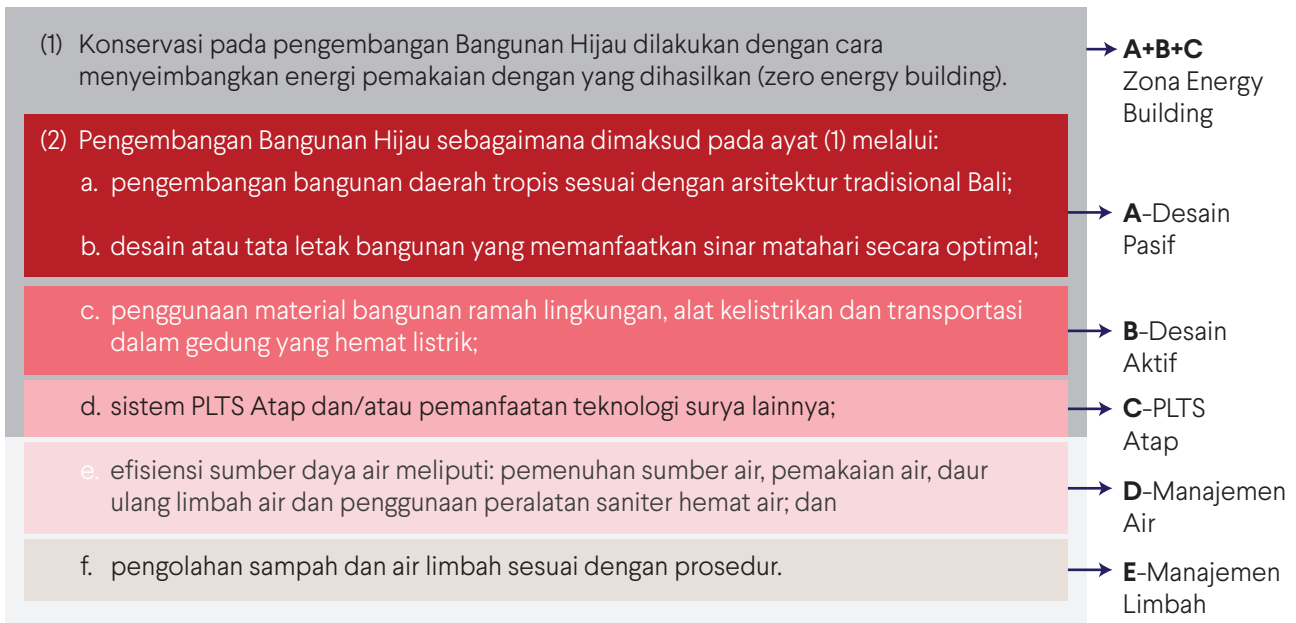 (1) Konservasi pada pengembangan Bangunan Hijau dilakukan dengan cara
menyeimbangkan energi pemakaian dengan yang dihasilkan (zero energy building).
A+B+C
Zona Energy
Building
(2) Pengembangan Bangunan Hijau sebagaimana dimaksud pada ayat (1) melalui:
a. pengembangan bangunan daerah tropis sesuai dengan arsitektur tradisional Bali;
b. desain atau tata letak bangunan yang memanfaatkan sinar matahari secara optimal;
A-Desain
Pasif
c. penggunaan material bangunan ramah lingkungan, alat kelistrikan dan transportasi
dalam gedung yang hemat listrik;
B-Desain
Aktif
d. sistem PLTS Atap dan/atau pemanfaatan teknologi surya lainnya;
C-PLTS
Atap
e. efisiensi sumber daya air meliputi: pemenuhan sumber air, pemakaian air, daur
ulang limbah air dan penggunaan peralatan saniter hemat air; dan
D-Manajemen
Air
f. pengolahan sampah dan air limbah sesuai dengan prosedur.
E-Manajemen
Limbah